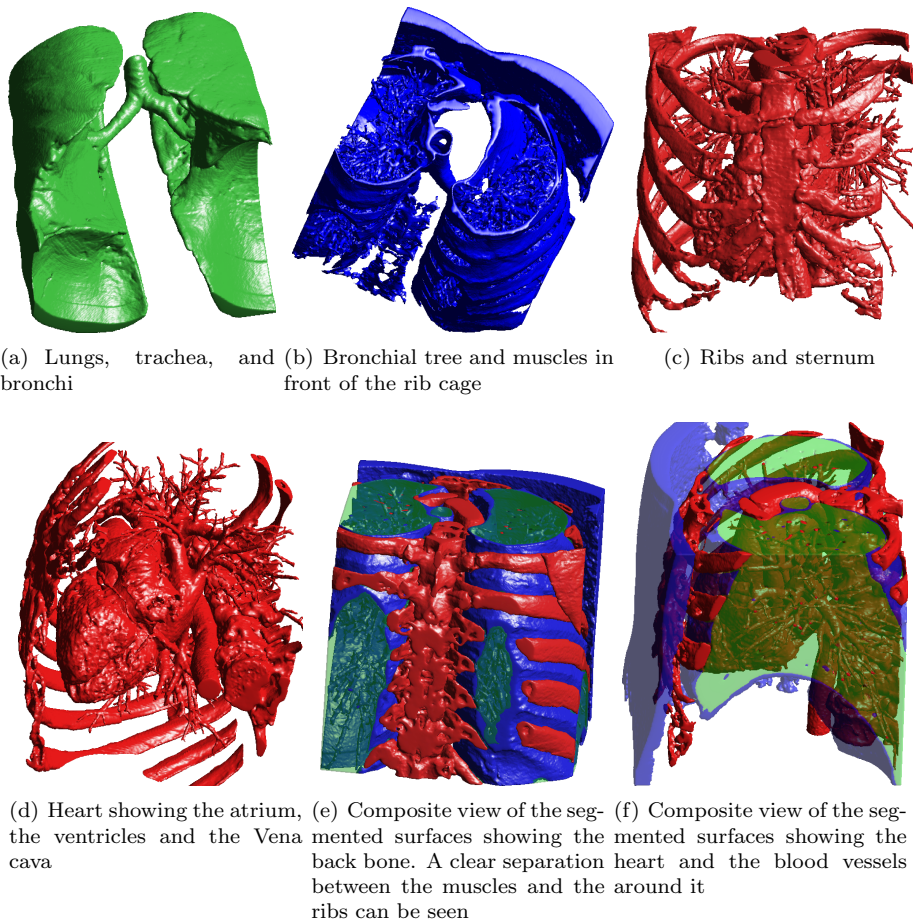 (a) Lungs, trachea, and
bronchi
(b) Bronchial tree and muscles in
front of the rib cage
(c) Ribs and sternum
(d) Heart showing the atrium,
the ventricles and the Vena
cava
(e) Composite view of the seg-
mented surfaces showing the
back bone. A clear separation
between the muscles and the
ribs can be seen
(f) Composite view of the seg-
mented surfaces showing the
heart and the blood vessels
around it